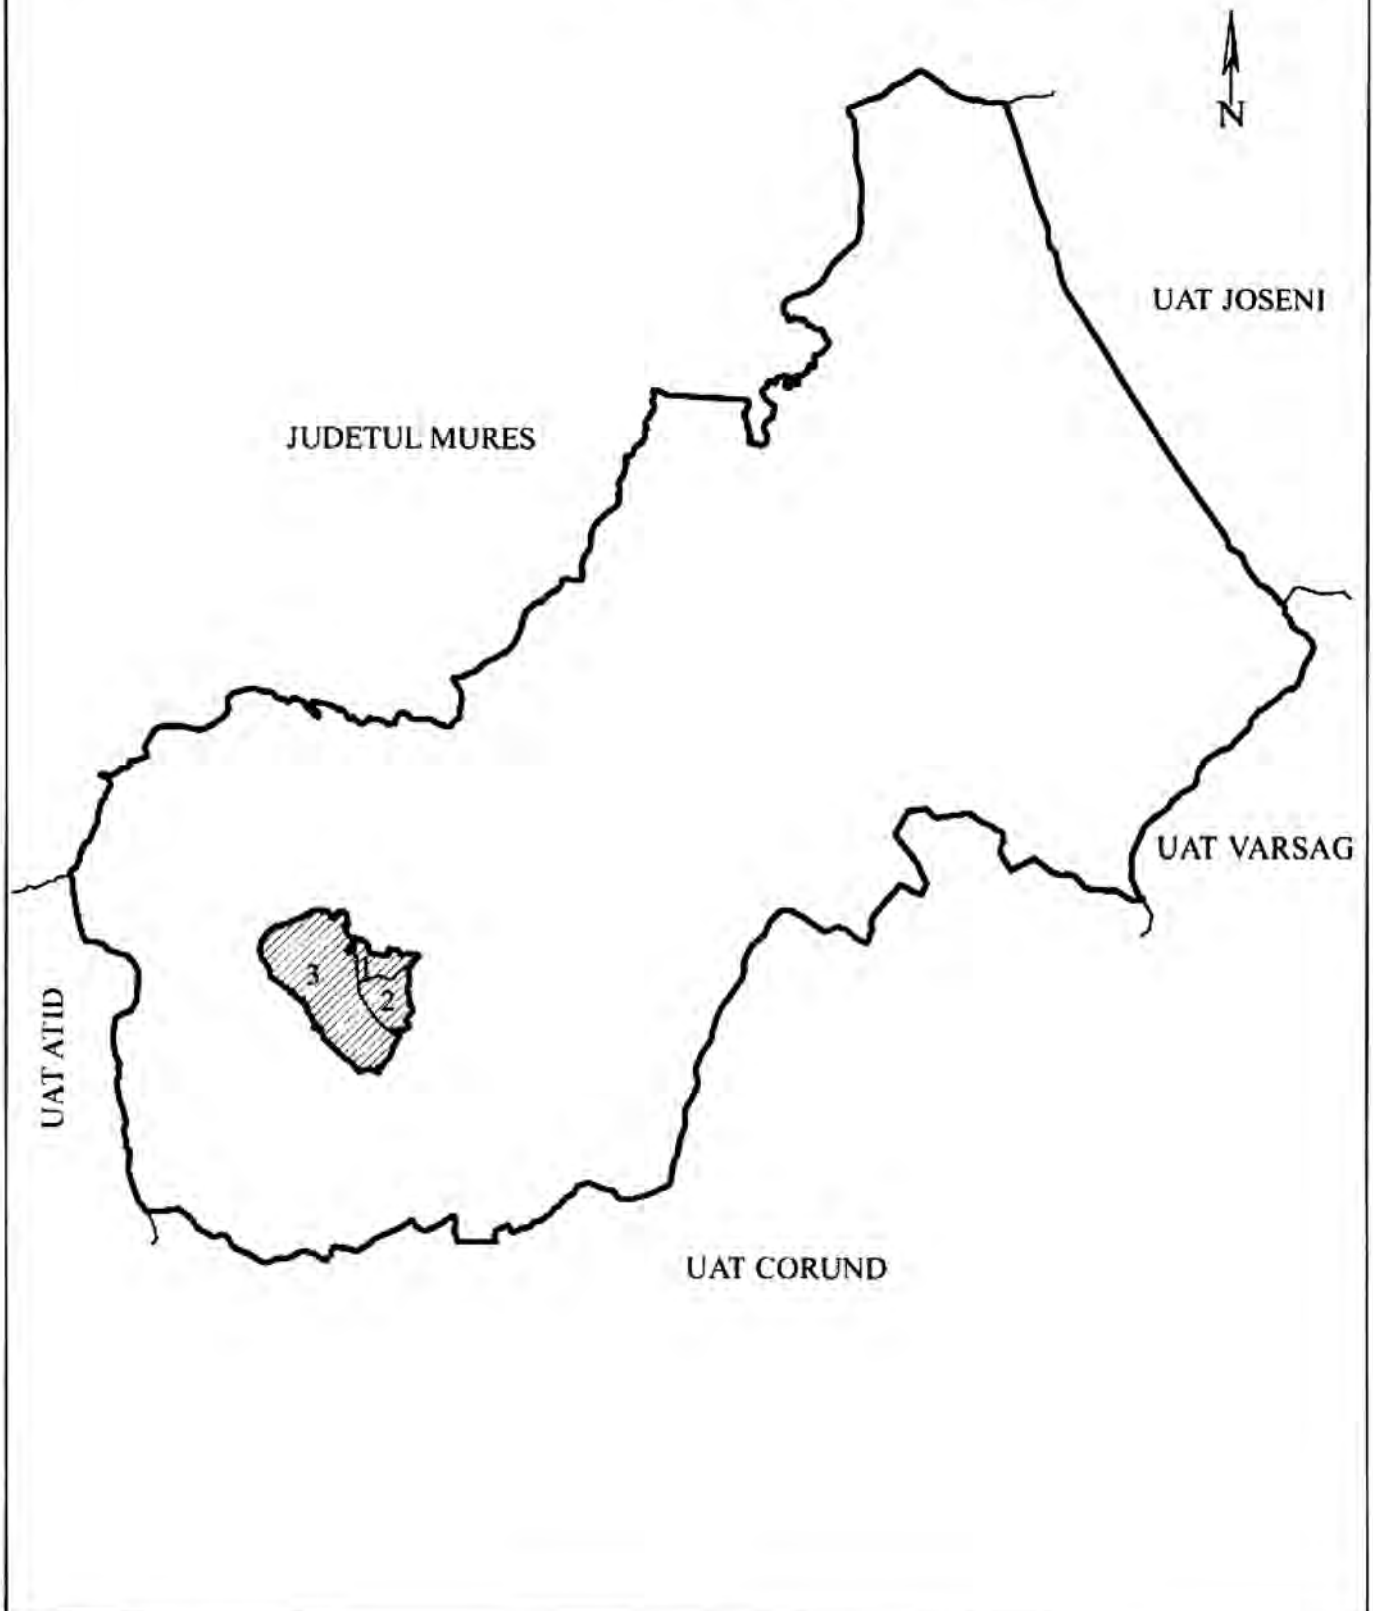 N
UAT JOSENI
JUDETUL MURES
UAT VARSAG
3
1
2
UAT ATID
UAT CORUND